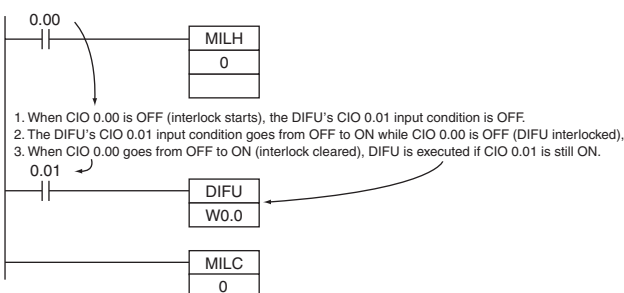 0.00
MILH
0
1. When CIO 0.00 is OFF (interlock starts), the DIFU's CIO 0.01 input condition is OFF.
2. The DIFU's CIO 0.01 input condition goes from OFF to ON while CIO 0.00 is OFF (DIFU interlocked),
3. When CIO 0.00 goes from OFF to ON (interlock cleared), DIFU is executed if CIO 0.01 is still ON.
0.01
DIFU
W0.0
MILC
0